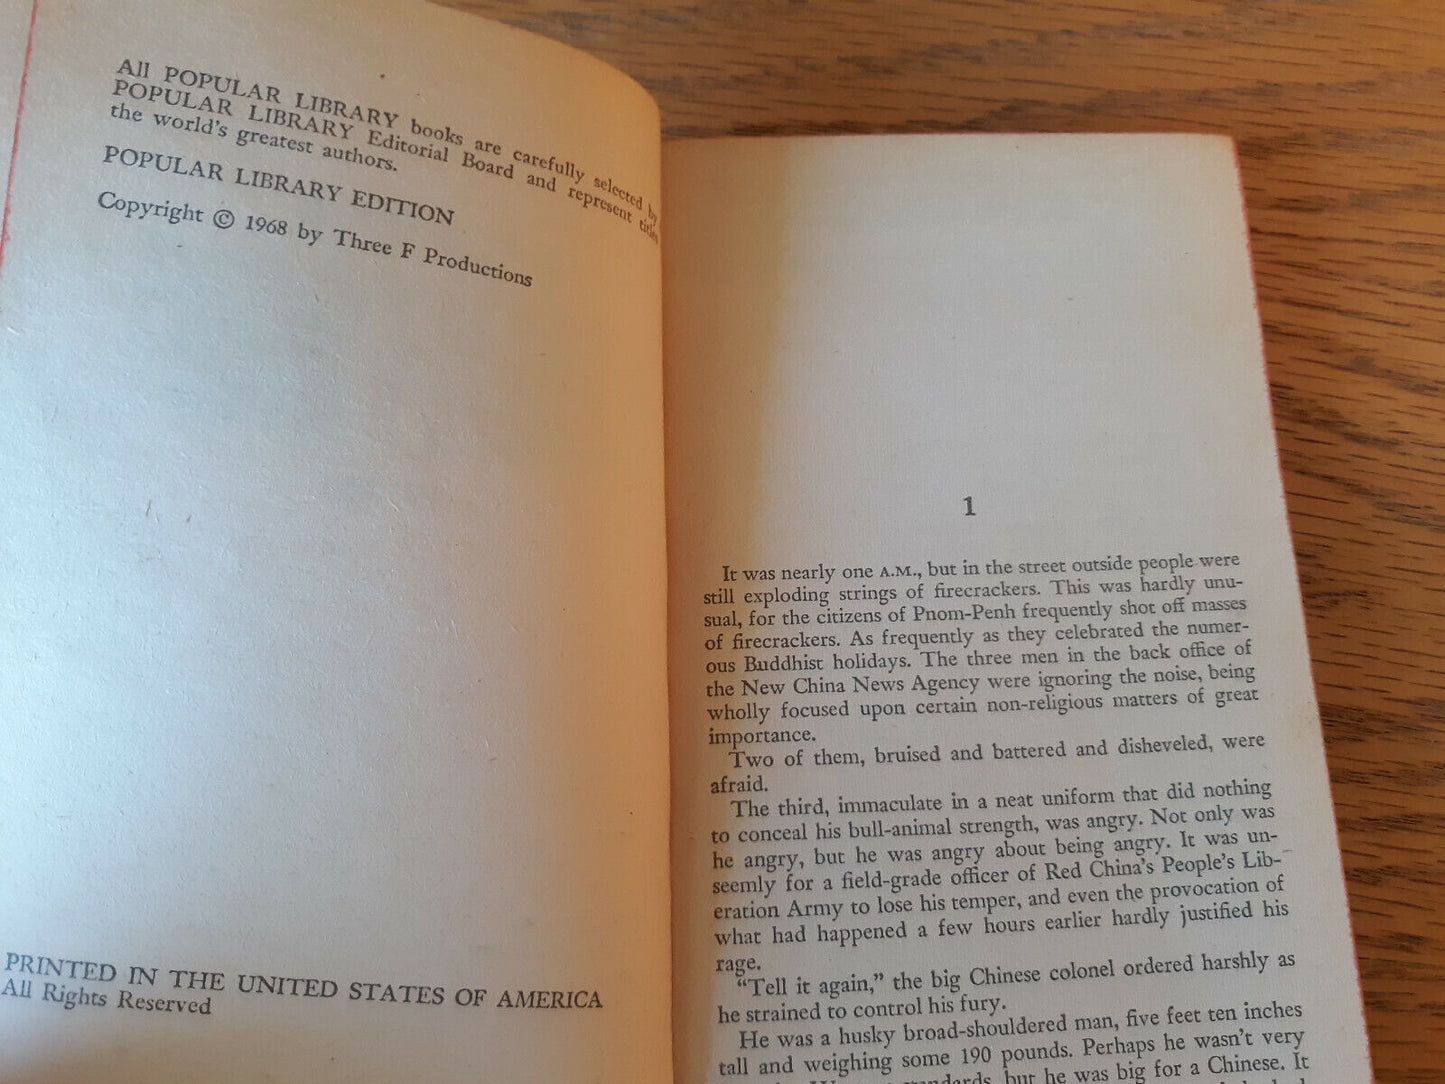 All POPULAR LIBRARY books are carefully selected by
POPULAR LIBRARY Editorial Board and represent titles
the world's greatest authors.
POPULAR LIBRARY EDITION
Copyright © 1968 by Three F Productions
PRINTED IN THE UNITED STATES OF AMERICA
All Rights Reserved
1
It was nearly one A.M., but in the street outside people were
still exploding strings of firecrackers. This was hardly unu-
sual, for the citizens of Pnom-Penh frequently shot off masses
of firecrackers. As frequently as they celebrated the numer-
ous Buddhist holidays. The three men in the back office of
the New China News Agency were ignoring the noise, being
wholly focused upon certain non-religious matters of great
importance.
Two of them, bruised and battered and disheveled, were
afraid.
The third, immaculate in a neat uniform that did nothing
to conceal his bull-animal strength, was angry. Not only was
he angry, but he was angry about being angry. It was un-
seemly for a field-grade officer of Red China's People's Lib-
eration Army to lose his temper, and even the provocation of
what had happened a few hours earlier hardly justified his
rage.
"Tell it again," the big Chinese colonel ordered harshly as
he strained to control his fury.
He was a husky broad-shouldered man, five feet ten inches
tall and weighing some 190 pounds. Perhaps he wasn't very
standards, but he was big for a Chinese. It